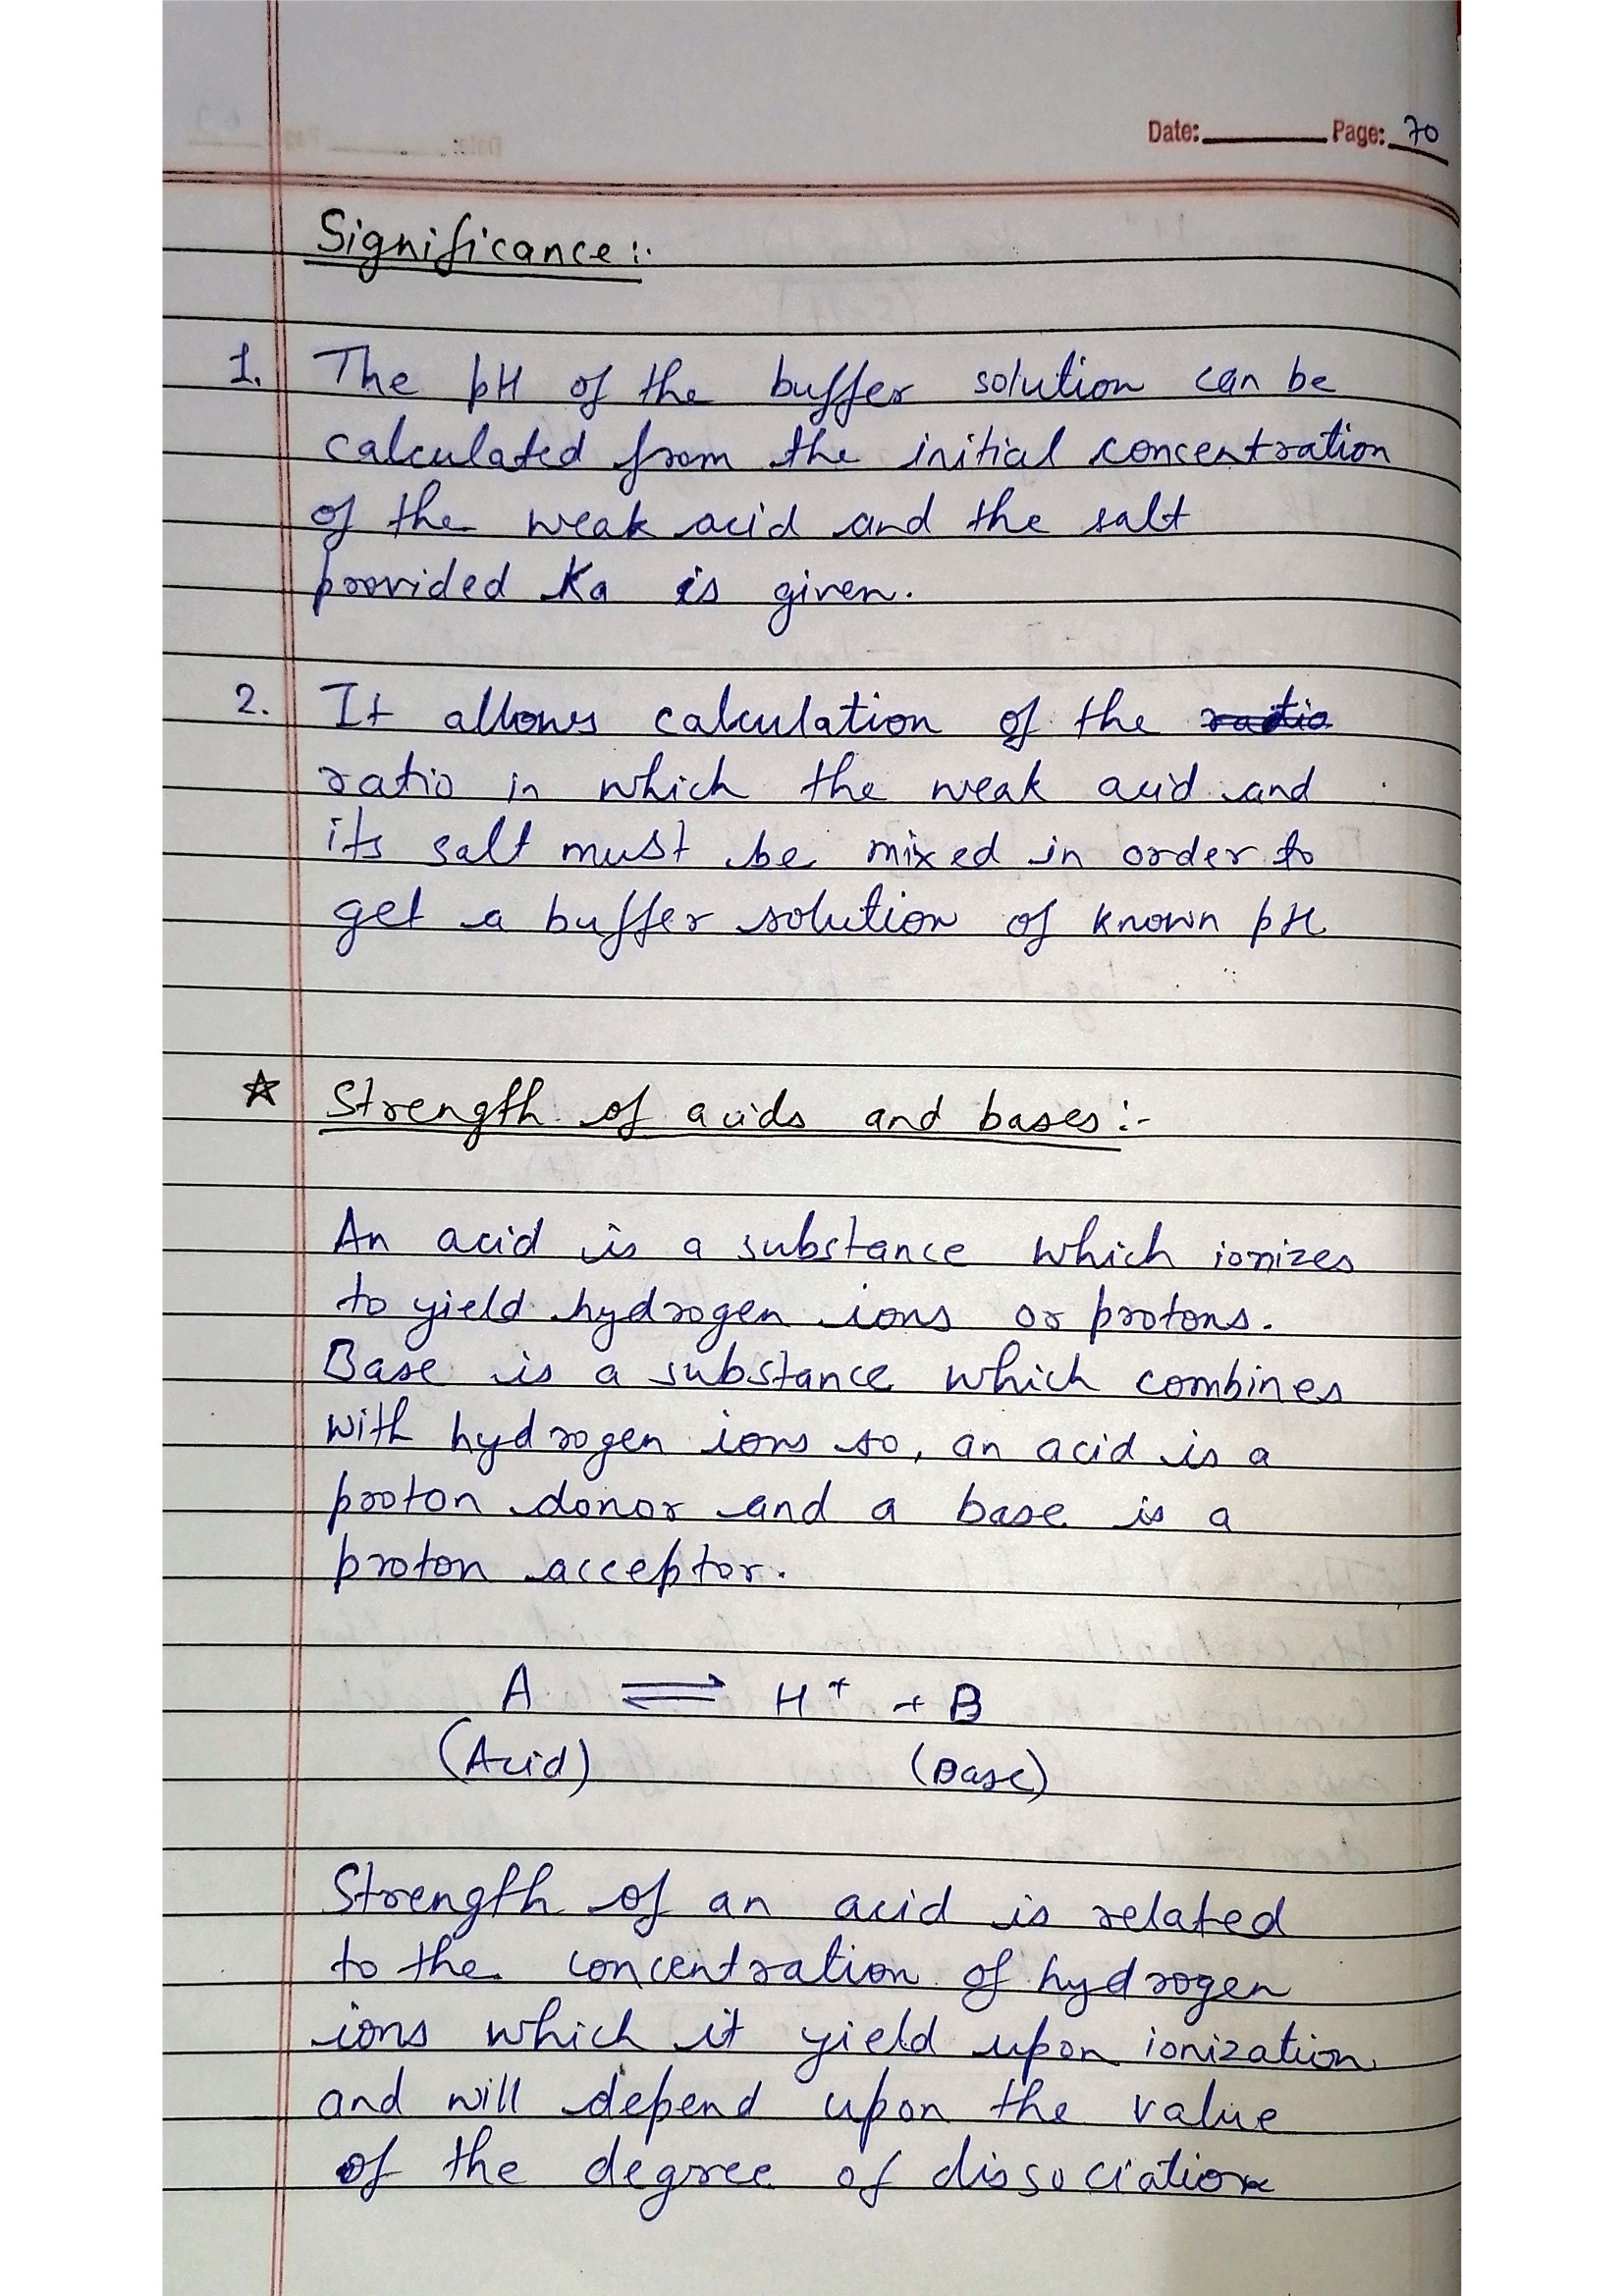 Date: Page: 70
Significance:-
1. The pH of the buffer solution can be
calculated from the initial concentration
of the weak acid and the salt
provided Ka is given.
2. It allows calculation of the ratio
ratio in which the weak acid and
its salt must be mixed in order to
get a buffer solution of known pH
☆ Strength of acids and bases:-
An acid is a substance which ionizes
to yield hydrogen ions or protons.
Base is a substance which combines
with hydrogen ions so, an acid is a
proton donor and a base is a
proton acceptor.
A ⇌ H⁺ + B
(Acid) (Base)
Strength of an acid is related
to the concentration of hydrogen
ions which it yield upon ionization
and will depend upon the value
of the degree of dissociation